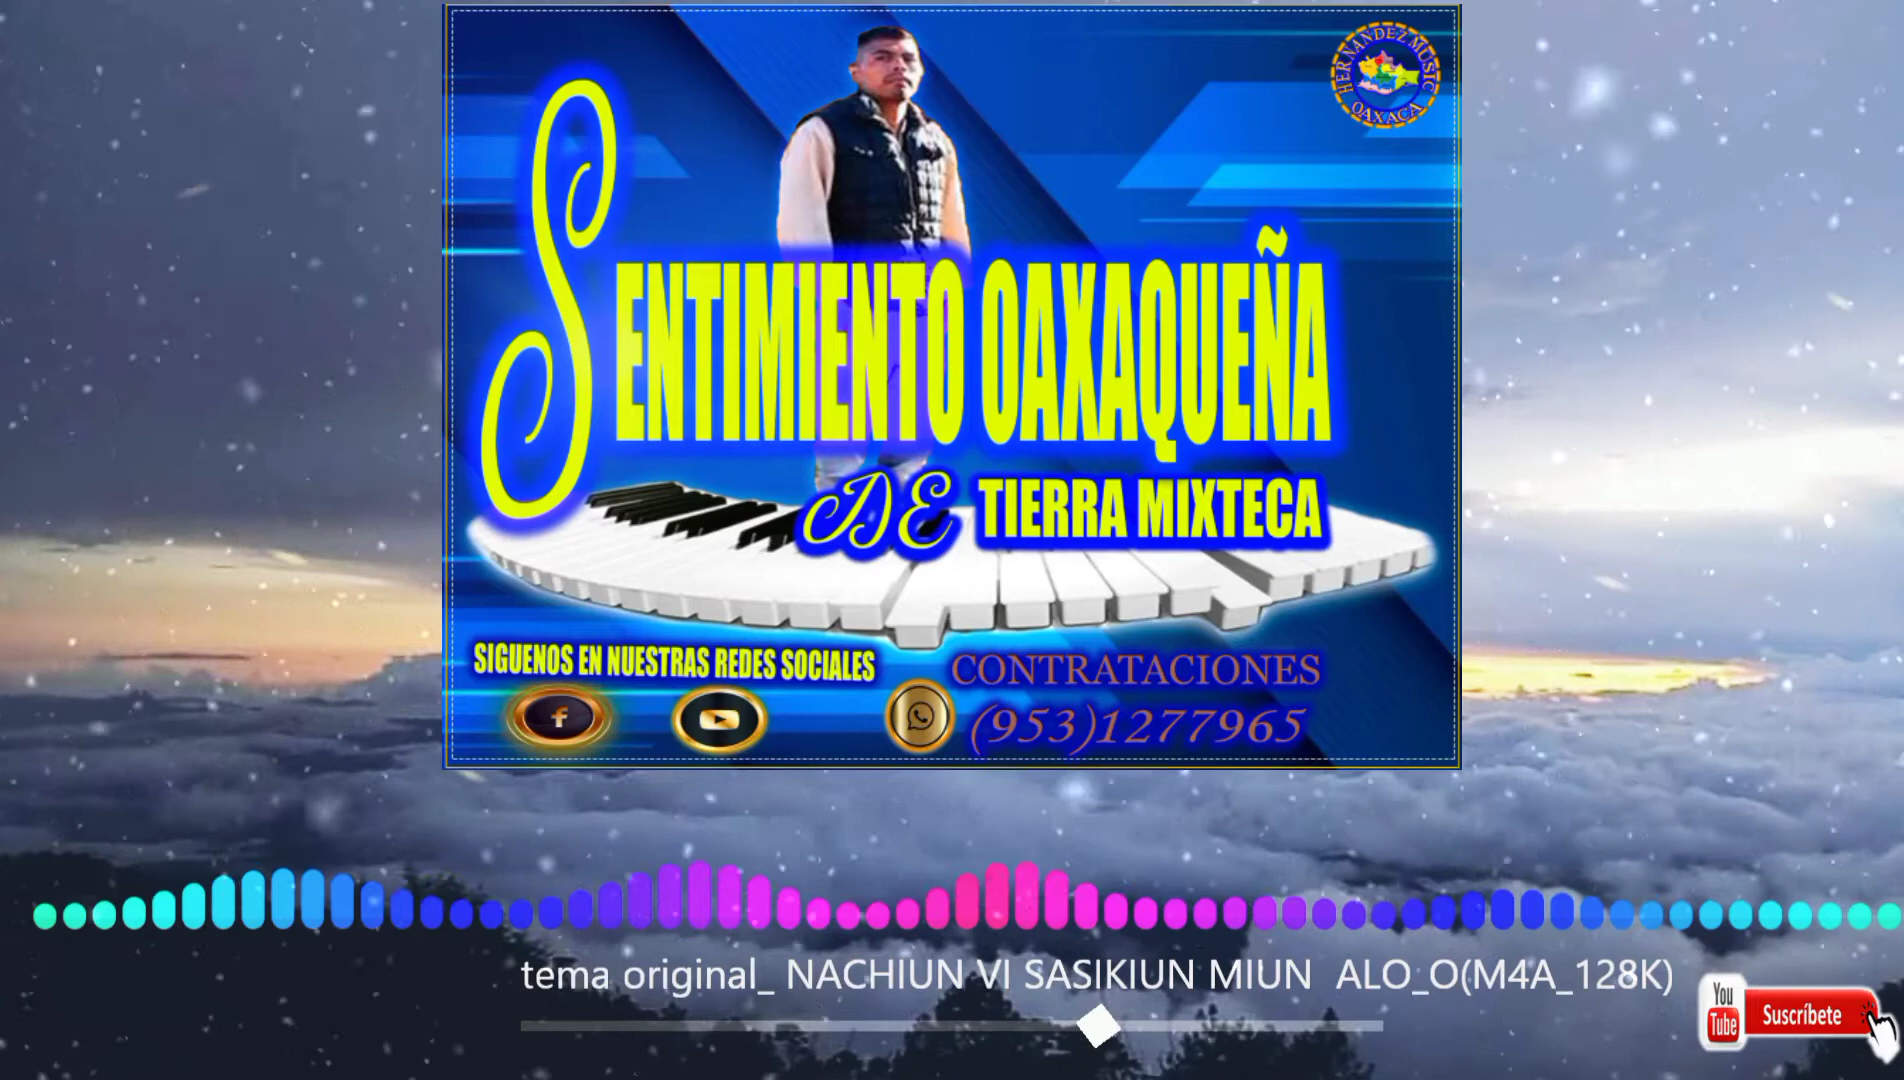 HERNANDEZ MUSIC
OAXACA
SENTIMIENTO OAXAQUEÑA
DE TIERRA MIXTECA
SIGUENOS EN NUESTRAS REDES SOCIALES
CONTRATACIONES
(953)1277965
tema original_ NACHIUN VI SASIKIUN MIUN  ALO_O(M4A_128K)
You
Tube
Suscríbete